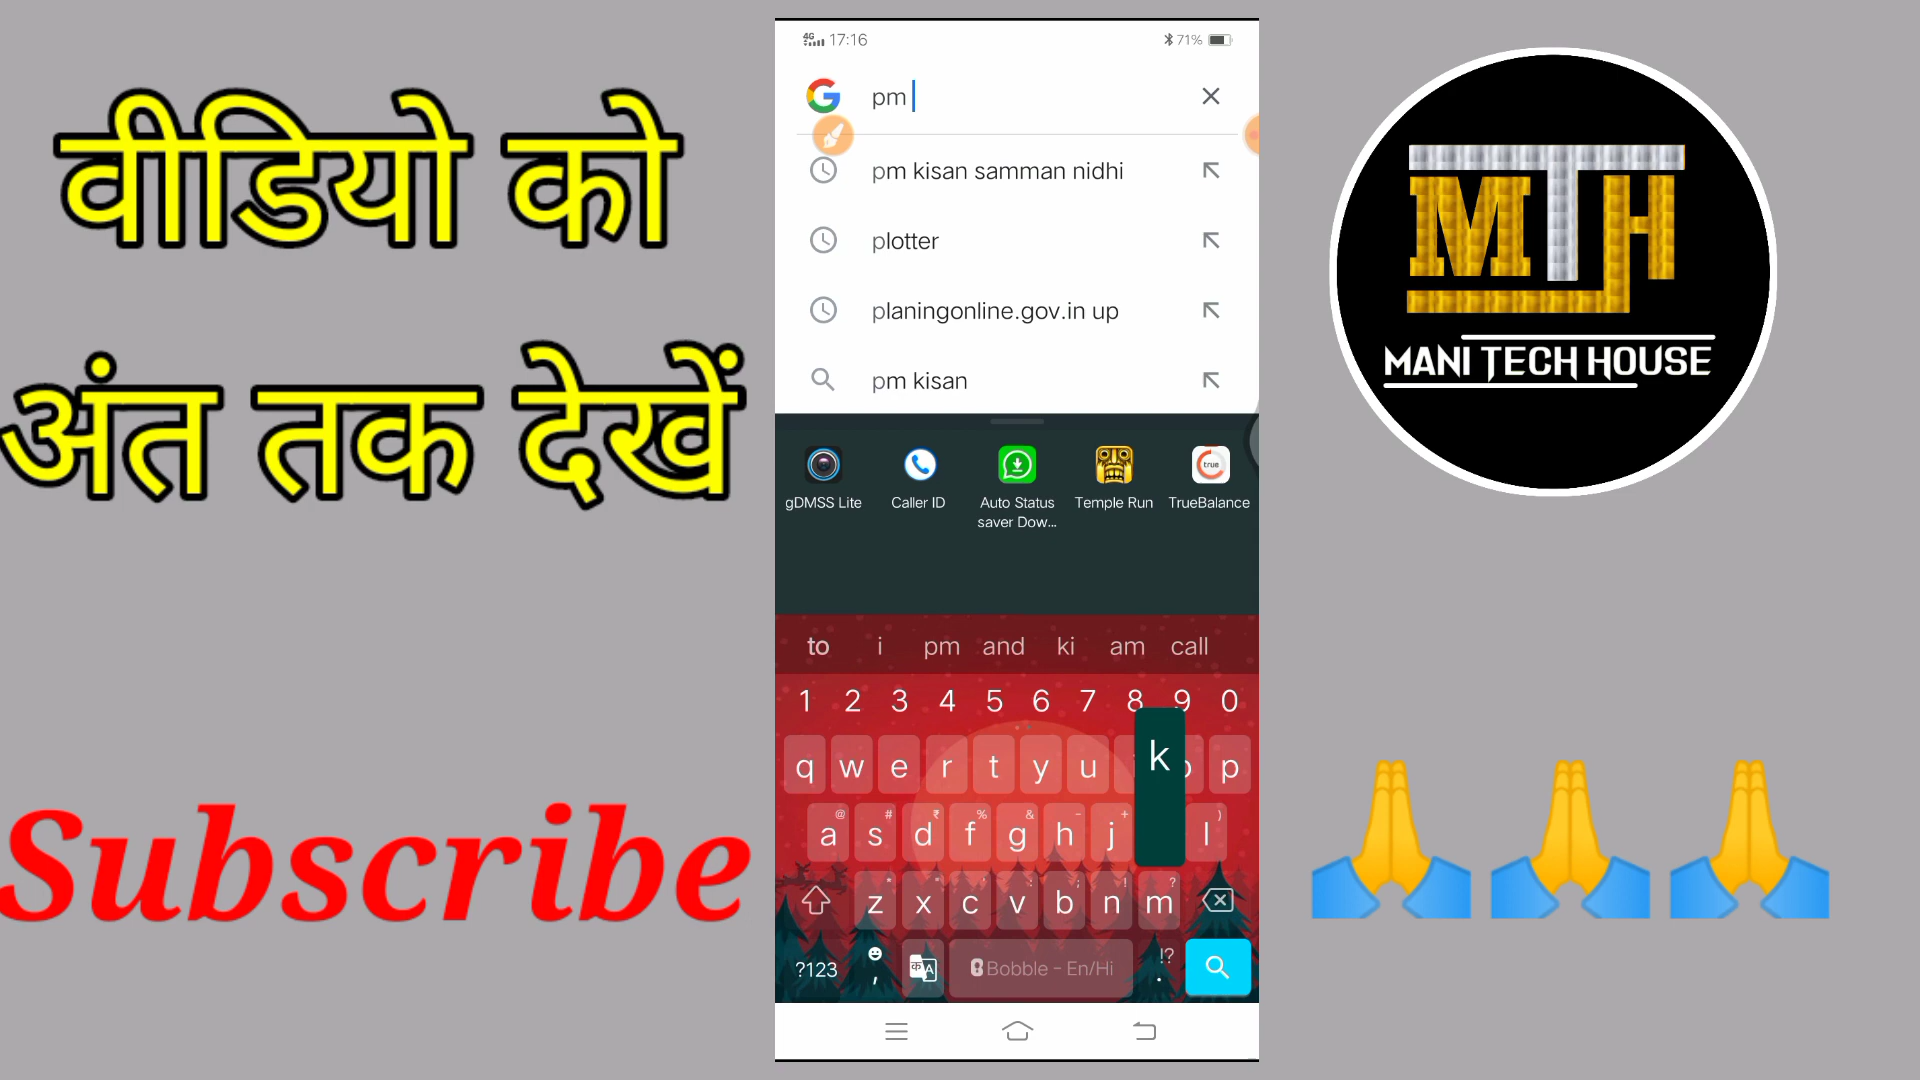 वीडियो को
अंत तक देखें
Subscribe
4G 17:16 71%
pm
pm kisan samman nidhi
plotter
planingonline.gov.in up
pm kisan
gDMSS Lite
Caller ID
Auto Status
saver Dow...
Temple Run
true
TrueBalance
to i pm and ki am call
1 2 3 4 5 6 7 8 9 0
q w e r t y u p
k
@ # ₹ % & - + )
a s d f g h j l
* " ' : ; ! ?
z x c v b n m
?123 , क A Bobble - En/Hi !? .
MTH
MANI TECH HOUSE